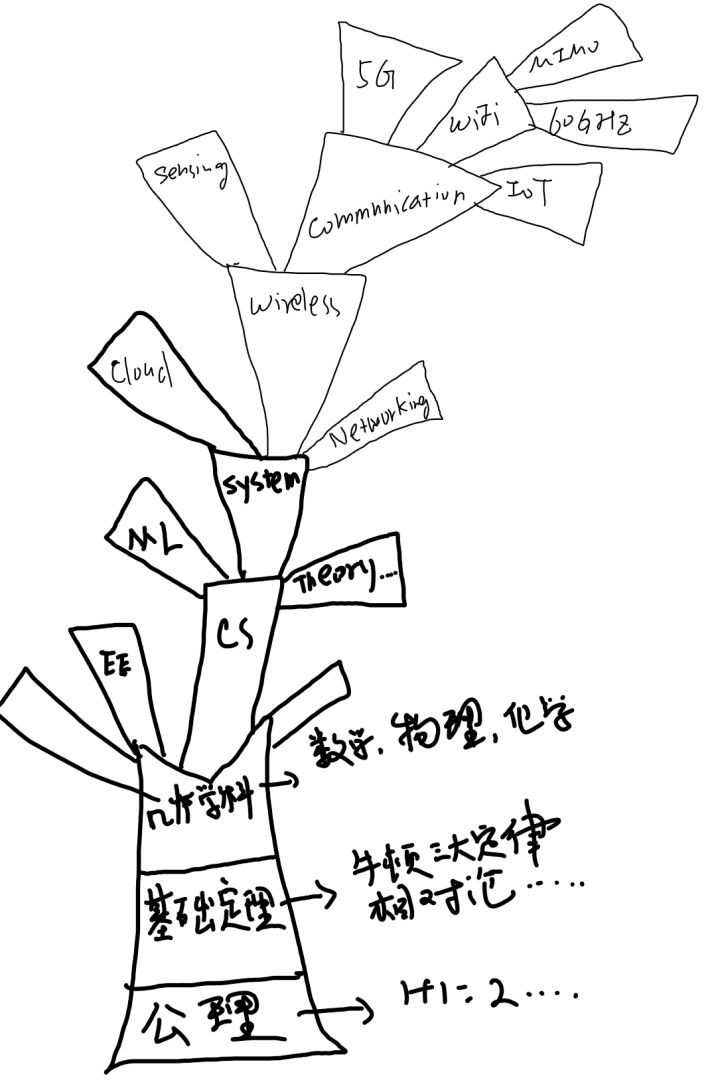 5G
MIMO
WiFi
60GHz
Sensing
Communication
IoT
Wireless
Cloud
Networking
System
ML
Theory....
CS
EE
数学, 物理, 化学
学科
牛顿三大定律
基础定理
相对论.....
公理
1+1=2....